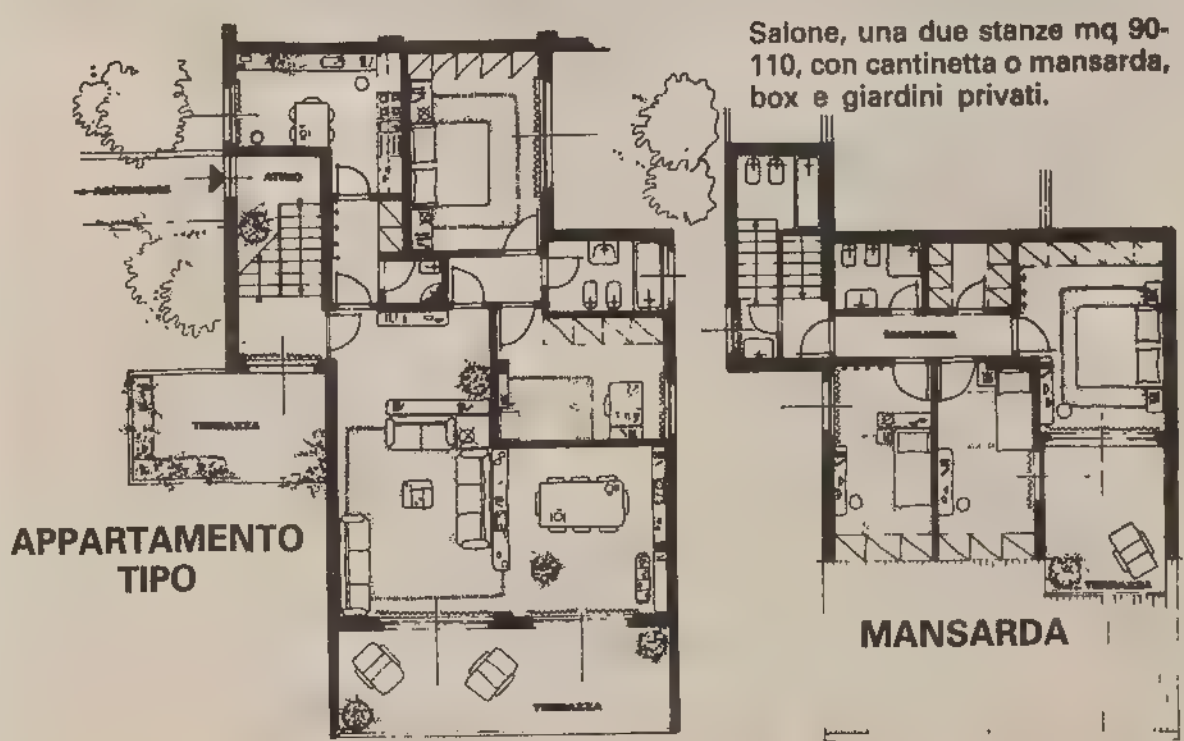 Salone, una due stanze mq 90-
110, con cantinetta o mansarda,
box e giardini privati.
ATRIO
TERRAZZA
APPARTAMENTO
TIPO
TERRAZZA
TERRAZZA
MANSARDA